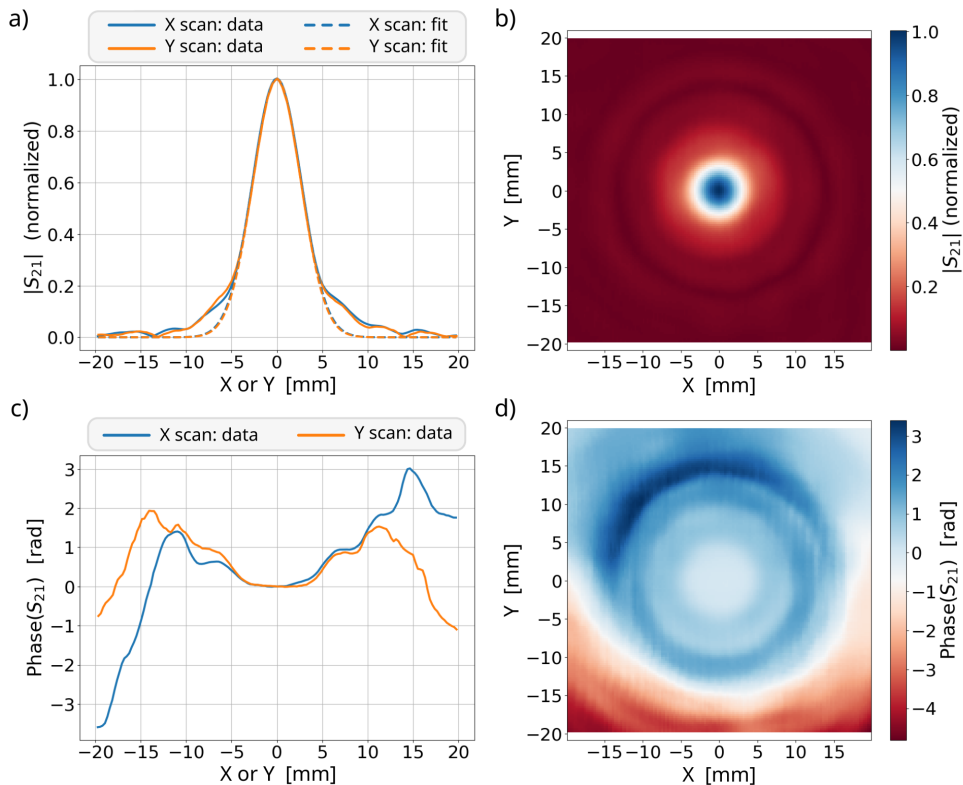 a)
X scan: data
X scan: fit
Y scan: data
Y scan: fit
1.0
0.8
0.6
0.4
0.2
0.0
|S21| (normalized)
−20 −15 −10 −5 0 5 10 15 20
X or Y [mm]
b)
20
15
10
5
0
−5
−10
−15
−20
Y [mm]
−15 −10 −5 0 5 10 15
X [mm]
1.0
0.8
0.6
0.4
0.2
|S21| (normalized)
c)
X scan: data
Y scan: data
3
2
1
0
−1
−2
−3
Phase(S21) [rad]
−20 −15 −10 −5 0 5 10 15 20
X or Y [mm]
d)
20
15
10
5
0
−5
−10
−15
−20
Y [mm]
−15 −10 −5 0 5 10 15
X [mm]
3
2
1
0
−1
−2
−3
−4
Phase(S21) [rad]